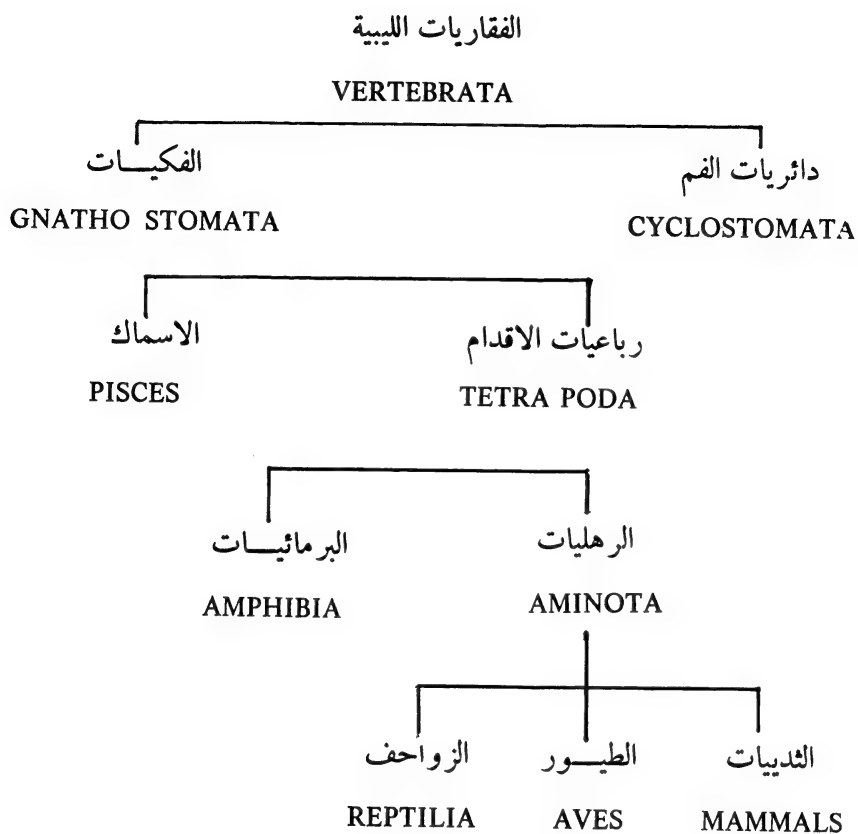 الفقاريات الليبية
VERTEBRATA
دائريات الفم
الفكيــات
CYCLOSTOMATA
GNATHO STOMATA
رباعيات الاقدام
الاسماك
TETRA PODA
PISCES
الرهليات
البرمائيــات
AMINOTA
AMPHIBIA
الثدييات
الطيــور
الزواحف
MAMMALS
AVES
REPTILIA